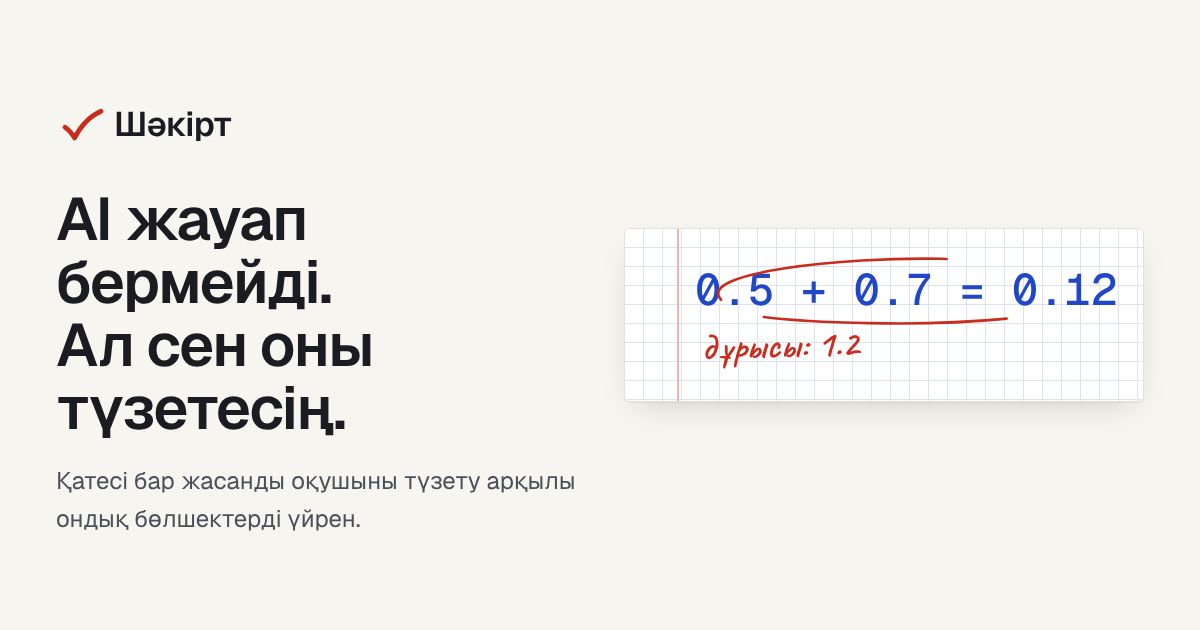 Шәкірт
AI жауап
бермейді.
Ал сен оны
түзетесің.
Қатесі бар жасанды оқушыны түзету арқылы
ондық бөлшектерді үйрен.
0.5 + 0.7 = 0.12
дұрысы: 1.2